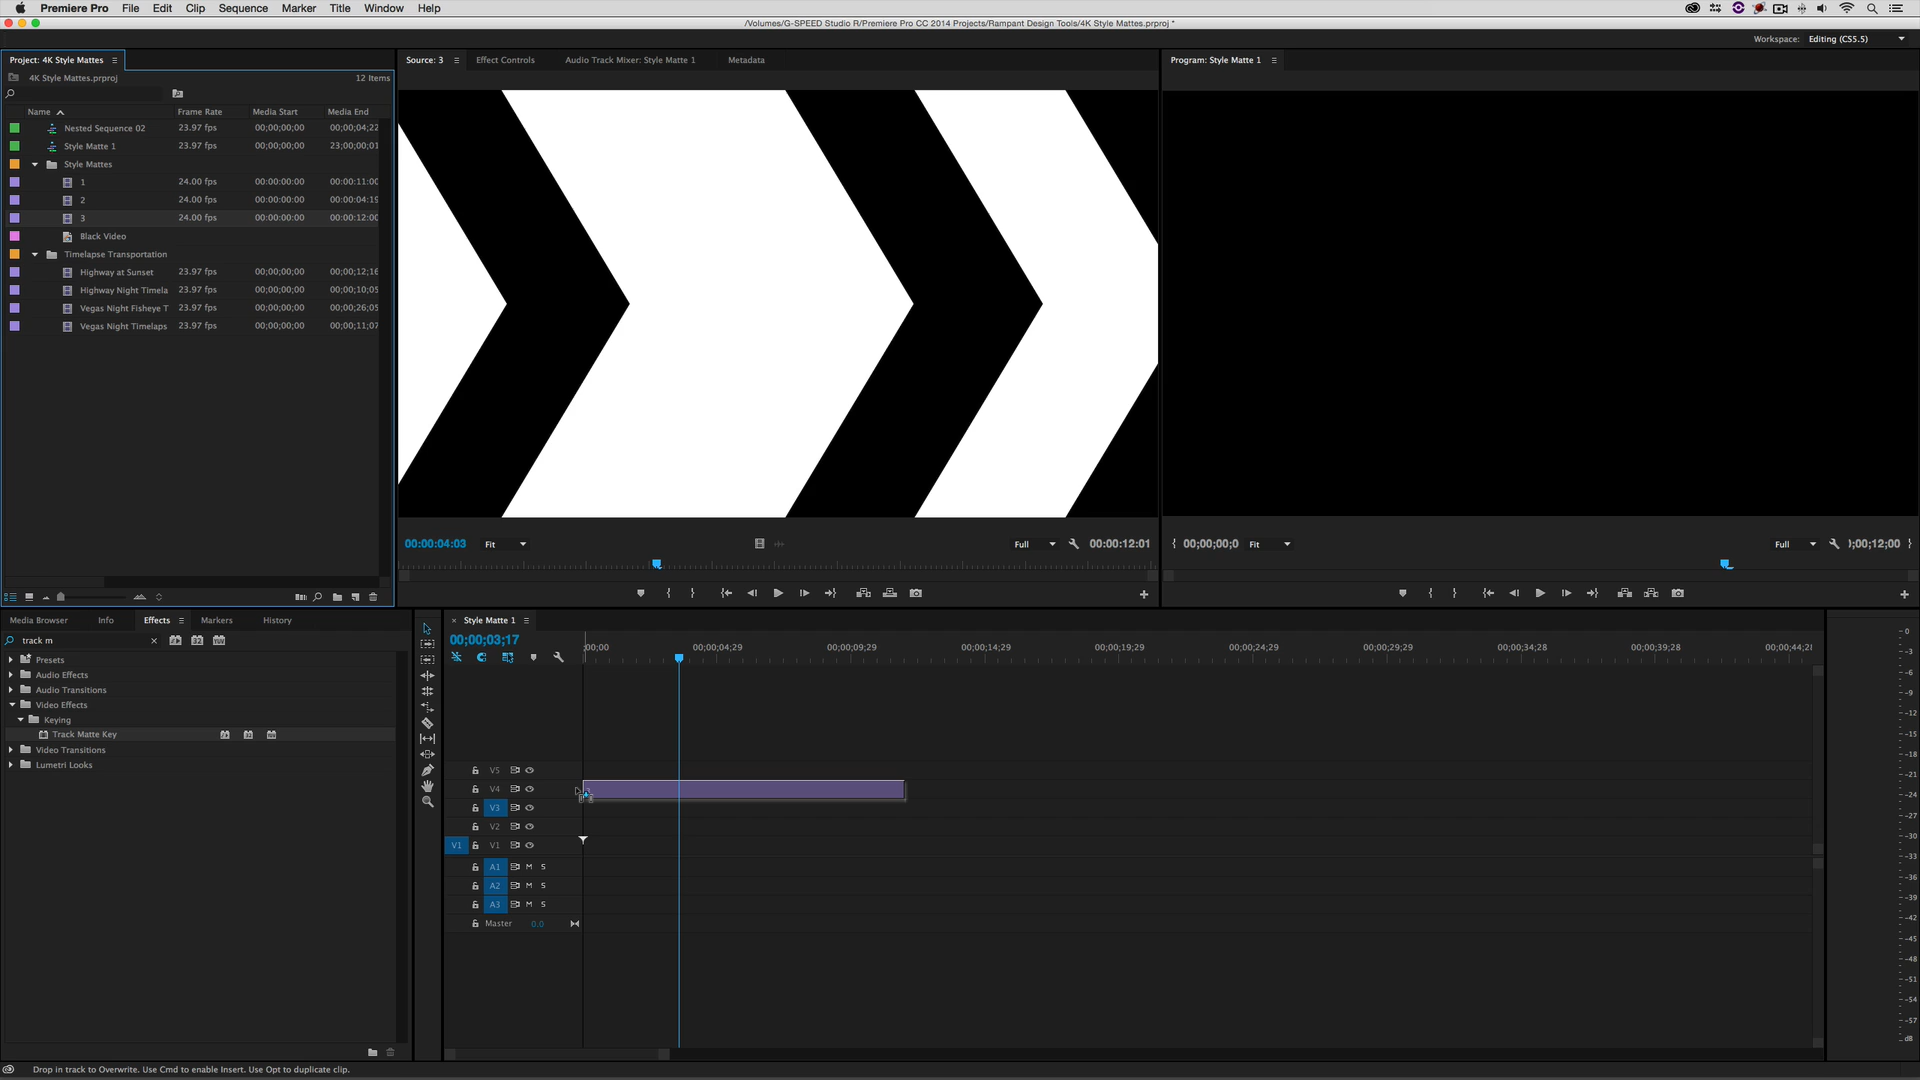 Premiere Pro File Edit Clip Sequence Marker Title Window Help
/Volumes/G-SPEED Studio R/Premiere Pro CC 2014 Projects/Rampant Design Tools/4K Style Mattes.prproj *
Workspace: Editing (CS5.5)
Project: 4K Style Mattes
Source: 3 Effect Controls Audio Track Mixer: Style Matte 1 Metadata
Program: Style Matte 1
4K Style Mattes.prproj 12 Items
Name Frame Rate Media Start Media End
Nested Sequence 02 23.97 fps 00;00;00;00 00;00;04;22
Style Matte 1 23.97 fps 00;00;00;00 23;00;00;01
Style Mattes
1 24.00 fps 00:00:00:00 00:00:11:00
2 24.00 fps 00:00:00:00 00:00:04:19
3 24.00 fps 00:00:00:00 00:00:12:00
Black Video
Timelapse Transportation
Highway at Sunset 23.97 fps 00;00;00;00 00;00;12;16
Highway Night Timela 23.97 fps 00;00;00;00 00;00;10;05
Vegas Night Fisheye T 23.97 fps 00;00;00;00 00;00;26;05
Vegas Night Timelaps 23.97 fps 00;00;00;00 00;00;11;07
00:00:04:03 Fit Full 00:00:12:01
00;00;00;0 Fit Full );00;12;00
Media Browser Info Effects Markers History
track m
Presets
Audio Effects
Audio Transitions
Video Effects
Keying
Track Matte Key
Video Transitions
Lumetri Looks
Style Matte 1
00;00;03;17
;00;00 00;00;04;29 00;00;09;29 00;00;14;29 00;00;19;29 00;00;24;29 00;00;29;29 00;00;34;28 00;00;39;28 00;00;44;28
V5
V4
V3
V2
V1 V1
A1 M S
A2 M S
A3 M S
Master 0.0
0
-3
-6
-9
-12
-15
-18
-21
-24
-27
-30
-33
-36
-39
-42
-45
-48
-51
-54
-57
dB
Drop in track to Overwrite. Use Cmd to enable Insert. Use Opt to duplicate clip.